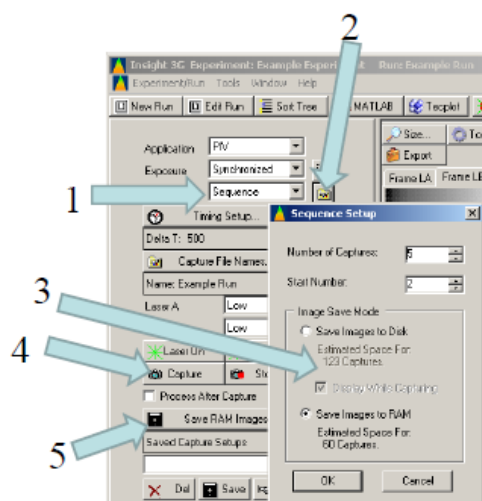 2
Insight 3G Experiment: Example Experi Run: Example Run
Experiment/Run Tools Window Help
New Run Edit Run Sort Tree MATLAB Tecplot
Size... Too
Export
Application PIV
Exposure Synchronized
Frame LA Frame LB
1
Sequence
Timing Setup...
Sequence Setup
Delta T: 500
Number of Captures: 5
Capture File Names.
Name: Example Run
Start Number: 2
3
Laser A Low
Low
Image Save Mode
Save Images to Disk
Estimated Space For:
123 Captures.
4
Laser On
Capture Sto
Display While Capturing
Process After Capture
Save Images to RAM
5
Save RAM Images
Estimated Space For:
60 Captures.
Saved Capture Setups
OK Cancel
Del Save